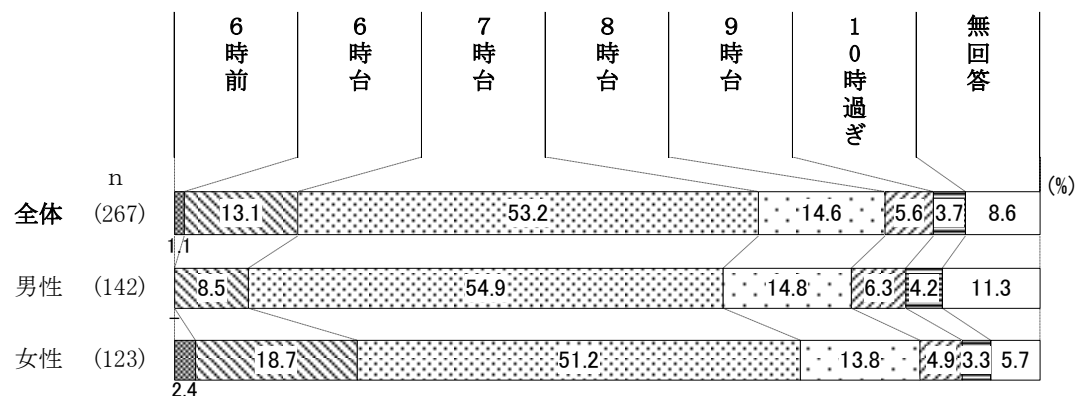 6時前
6時台
7時台
8時台
9時台
10時過ぎ
無回答
(%)
n
全体 (267) 1.1 13.1 53.2 14.6 5.6 3.7 8.6
男性 (142) － 8.5 54.9 14.8 6.3 4.2 11.3
女性 (123) 2.4 18.7 51.2 13.8 4.9 3.3 5.7